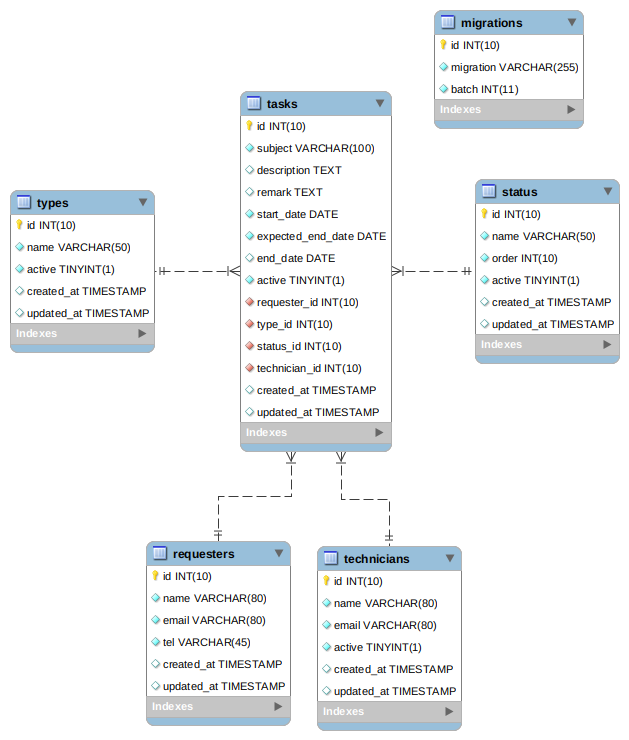 migrations
id INT(10)
migration VARCHAR(255)
batch INT(11)
Indexes
tasks
id INT(10)
subject VARCHAR(100)
description TEXT
remark TEXT
start_date DATE
expected_end_date DATE
end_date DATE
active TINYINT(1)
requester_id INT(10)
type_id INT(10)
status_id INT(10)
technician_id INT(10)
created_at TIMESTAMP
updated_at TIMESTAMP
Indexes
types
id INT(10)
name VARCHAR(50)
active TINYINT(1)
created_at TIMESTAMP
updated_at TIMESTAMP
Indexes
status
id INT(10)
name VARCHAR(50)
order INT(10)
active TINYINT(1)
created_at TIMESTAMP
updated_at TIMESTAMP
Indexes
requesters
id INT(10)
name VARCHAR(80)
email VARCHAR(80)
tel VARCHAR(45)
created_at TIMESTAMP
updated_at TIMESTAMP
Indexes
technicians
id INT(10)
name VARCHAR(80)
email VARCHAR(80)
active TINYINT(1)
created_at TIMESTAMP
updated_at TIMESTAMP
Indexes